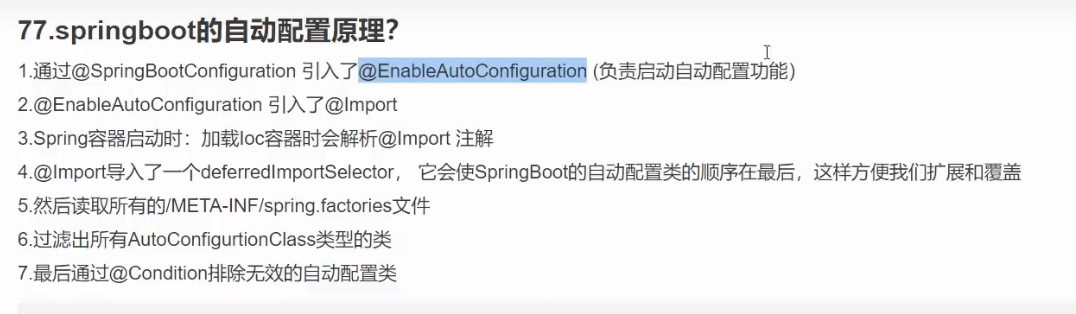 77.springboot的自动配置原理？
1.通过@SpringBootConfiguration 引入了@EnableAutoConfiguration (负责启动自动配置功能）
2.@EnableAutoConfiguration 引入了@Import
3.Spring容器启动时：加载Ioc容器时会解析@Import 注解
4.@Import导入了一个deferredImportSelector， 它会使SpringBoot的自动配置类的顺序在最后，这样方便我们扩展和覆盖
5.然后读取所有的/META-INF/spring.factories文件
6.过滤出所有AutoConfigurtionClass类型的类
7.最后通过@Condition排除无效的自动配置类